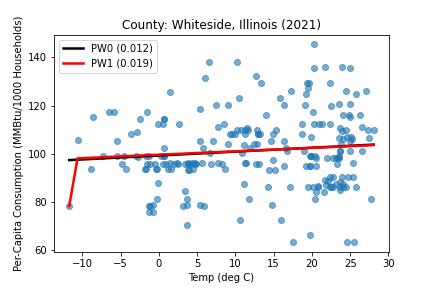 County: Whiteside, Illinois (2021)
PW0 (0.012)
PW1 (0.019)
Per-Capita Consumption (MMBtu/1000 Households)
140
120
100
80
60
−10 −5 0 5 10 15 20 25 30
Temp (deg C)